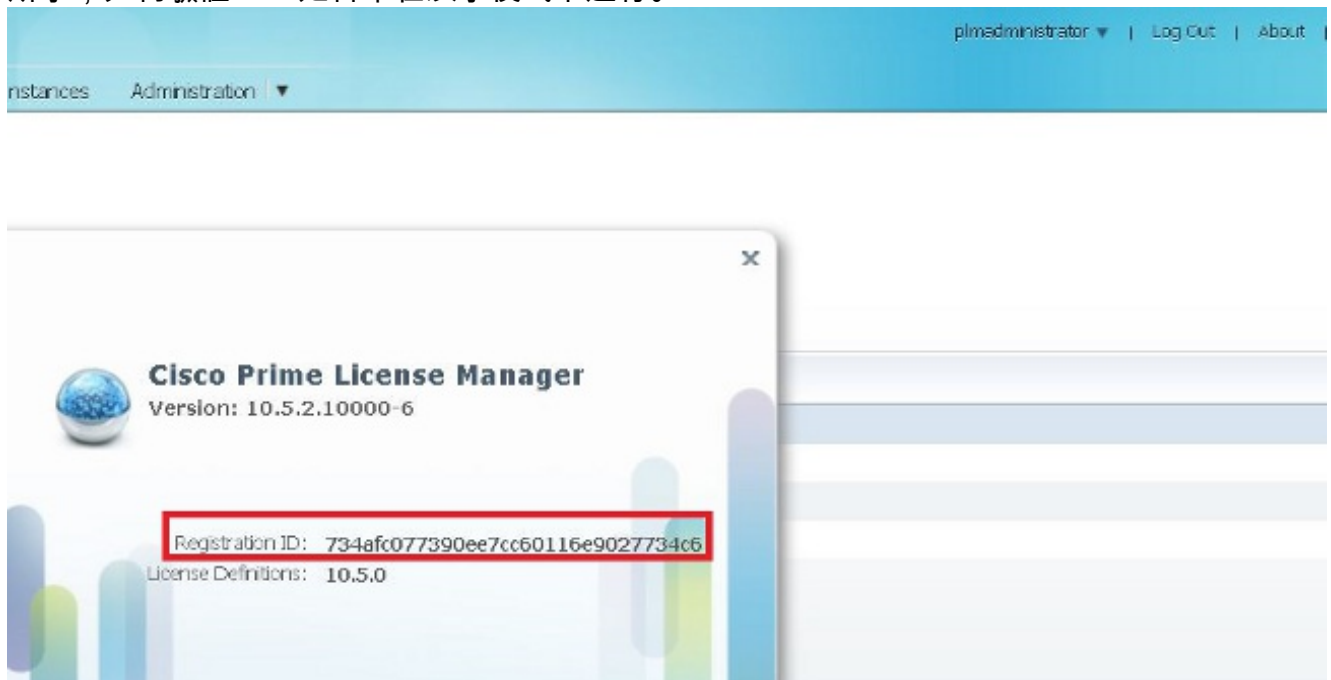 plmadministrator ▼ | Log Out | About |
nstances Administration ▼
x
Cisco Prime License Manager
Version: 10.5.2.10000-6
Registration ID: 734afc077390ee7cc60116e9027734c6
License Definitions: 10.5.0